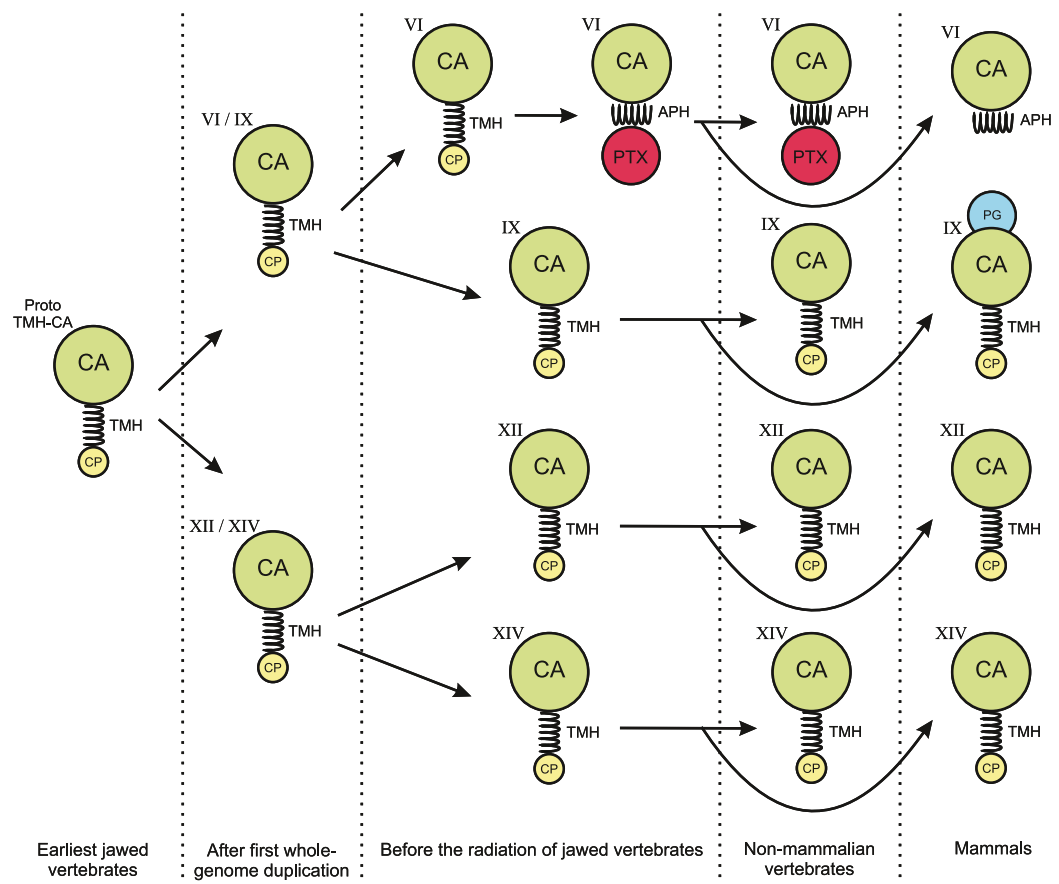 Proto
TMH-CA
CA
TMH
CP
VI / IX
CA
TMH
CP
XII / XIV
CA
TMH
CP
VI
CA
TMH
CP
VI
CA
APH
PTX
IX
CA
TMH
CP
XII
CA
TMH
CP
XIV
CA
TMH
CP
VI
CA
APH
PTX
IX
CA
TMH
CP
XII
CA
TMH
CP
XIV
CA
TMH
CP
VI
CA
APH
PG
IX
CA
TMH
CP
XII
CA
TMH
CP
XIV
CA
TMH
CP
Earliest jawed
vertebrates
After first whole-
genome duplication
Before the radiation of jawed vertebrates
Non-mammalian
vertebrates
Mammals